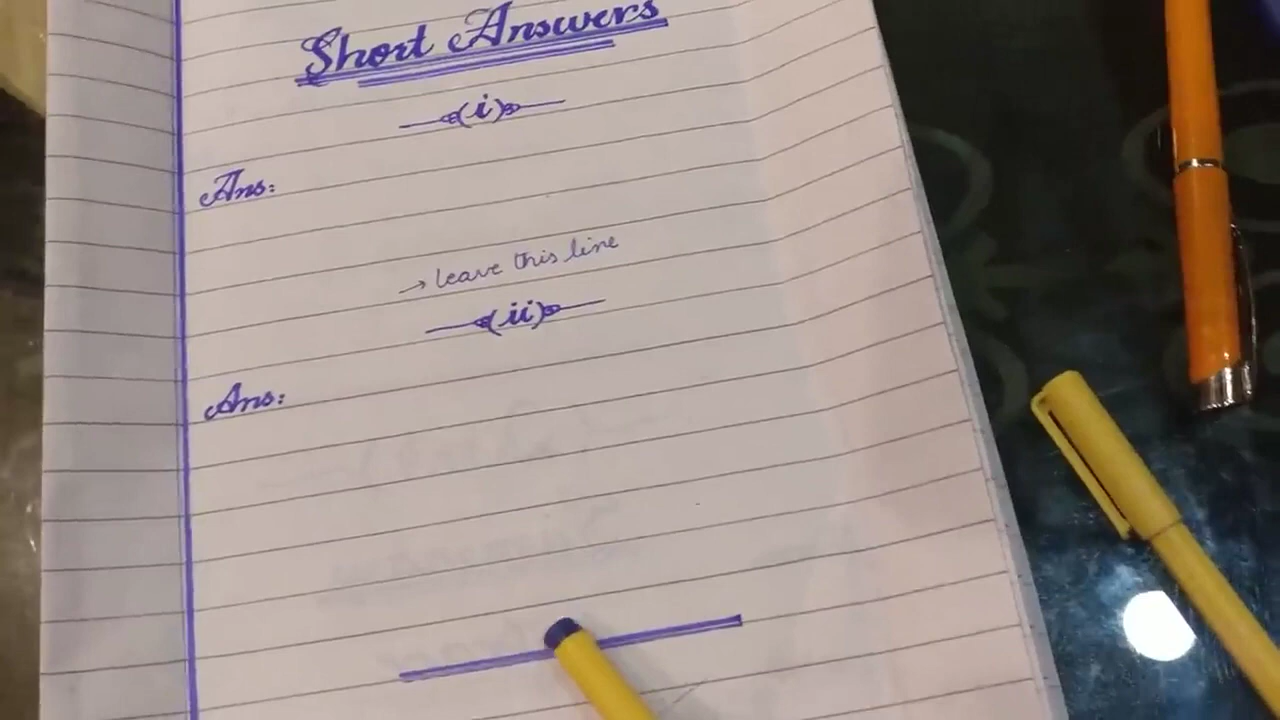 Short Answers
(i)
Ans:
→ leave this line
(ii)
Ans: